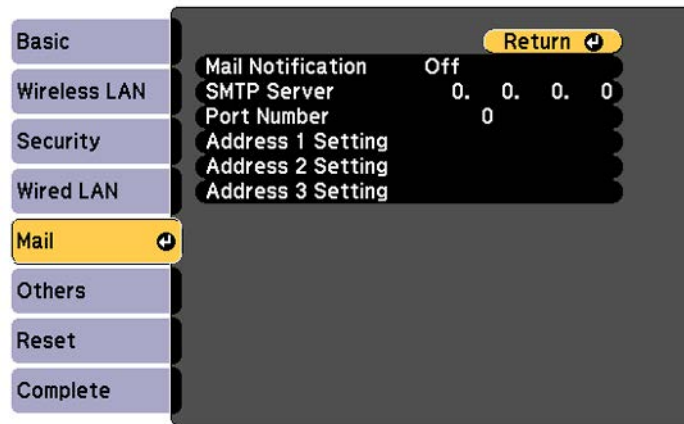 Basic
Wireless LAN
Security
Wired LAN
Mail
Others
Reset
Complete
Return
Mail Notification Off
SMTP Server 0. 0. 0. 0
Port Number 0
Address 1 Setting
Address 2 Setting
Address 3 Setting